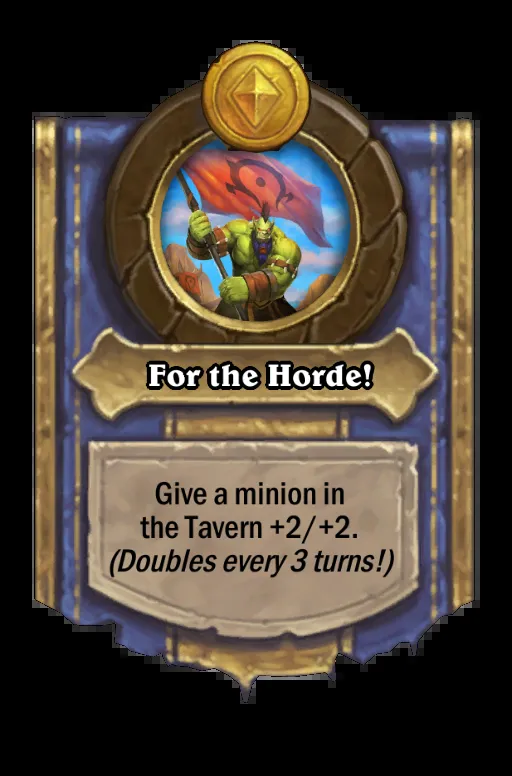 For the Horde!
Give a minion in
the Tavern +2/+2.
(Doubles every 3 turns!)